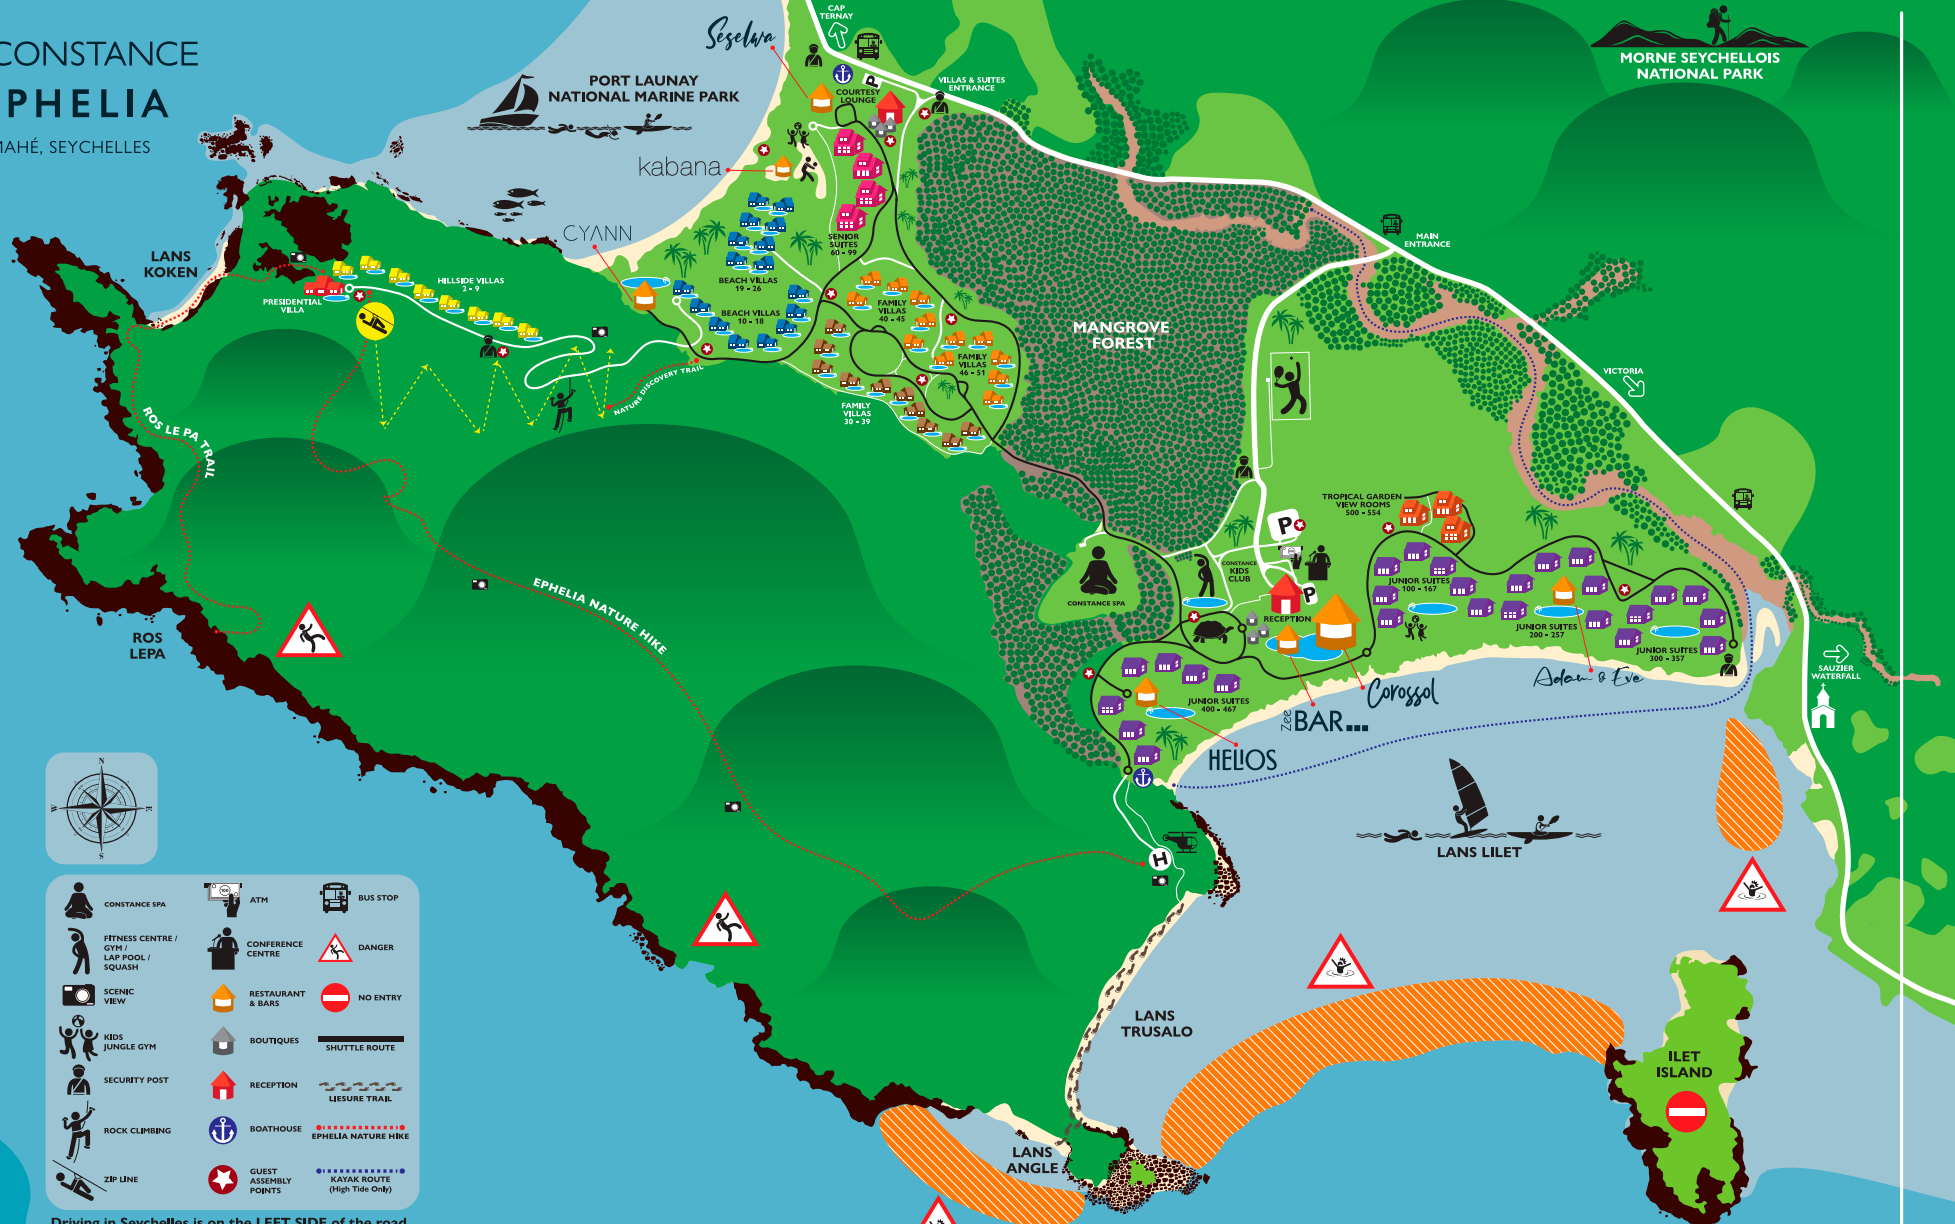 CONSTANCE
PHELIA
MAHÉ, SEYCHELLES
Seselwa
CAP
TERNAY
PORT LAUNAY
NATIONAL MARINE PARK
COURTESY
LOUNGE
P
VILLAS & SUITES
ENTRANCE
MORNE SEYCHELLOIS
NATIONAL PARK
kabana
CYANN
LANS
KOKEN
PRESIDENTIAL
VILLA
HILLSIDE VILLAS
2 - 9
SENIOR
SUITES
60 - 99
BEACH VILLAS
19 - 26
BEACH VILLAS
10 - 18
FAMILY
VILLAS
40 - 45
FAMILY
VILLAS
46 - 51
FAMILY
VILLAS
30 - 39
NATURE DISCOVERY TRAIL
MANGROVE
FOREST
MAIN
ENTRANCE
VICTORIA
ROS LE PA TRAIL
ROS
LEPA
EPHELIA NATURE HIKE
TROPICAL GARDEN
VIEW ROOMS
500 - 554
P
CONSTANCE
KIDS
CLUB
CONSTANCE SPA
P
RECEPTION
JUNIOR SUITES
100 - 167
JUNIOR SUITES
200 - 257
JUNIOR SUITES
300 - 357
JUNIOR SUITES
400 - 467
Adam & Eve
Corossol
Zee BAR...
HELIOS
SAUZIER
WATERFALL
H
LANS LILET
LANS
TRUSALO
LANS
ANGLE
ILET
ISLAND
N
W
E
S
CONSTANCE SPA
FITNESS CENTRE /
GYM /
LAP POOL /
SQUASH
SCENIC
VIEW
KIDS
JUNGLE GYM
SECURITY POST
ROCK CLIMBING
ZIP LINE
100
ATM
CONFERENCE
CENTRE
RESTAURANT
& BARS
BOUTIQUES
RECEPTION
BOATHOUSE
GUEST
ASSEMBLY
POINTS
BUS STOP
DANGER
NO ENTRY
SHUTTLE ROUTE
LIESURE TRAIL
EPHELIA NATURE HIKE
KAYAK ROUTE
(High Tide Only)
Driving in Seychelles is on the LEFT SIDE of the road